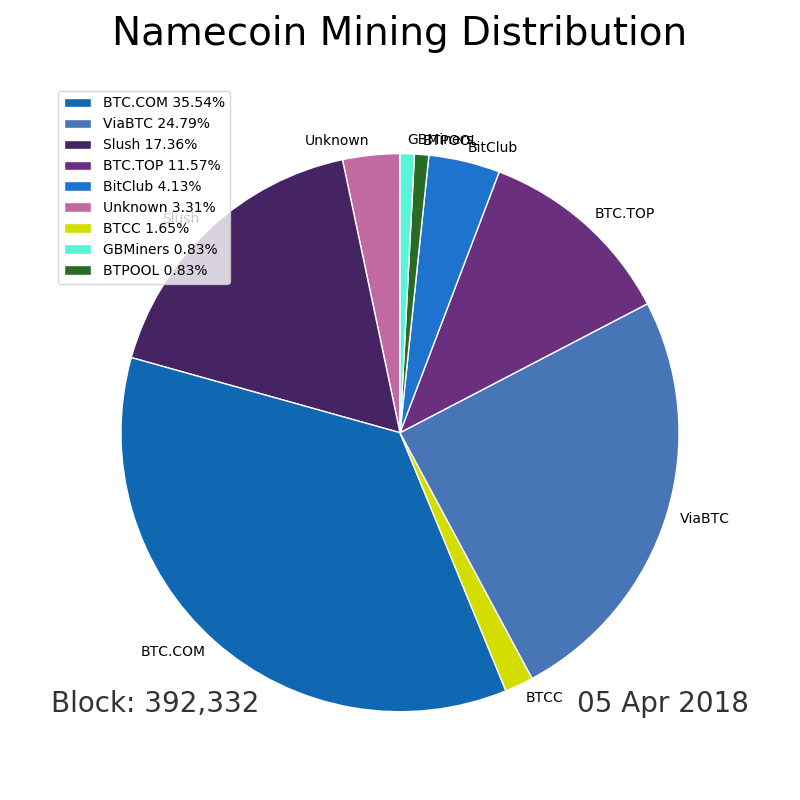 Namecoin Mining Distribution
BTC.COM 35.54%
ViaBTC 24.79%
Slush 17.36%
BTC.TOP 11.57%
BitClub 4.13%
Unknown 3.31%
BTCC 1.65%
GBMiners 0.83%
BTPOOL 0.83%
Unknown
GBMiners
BTPOOL
BitClub
BTC.TOP
Slush
ViaBTC
BTC.COM
BTCC
Block: 392,332
05 Apr 2018